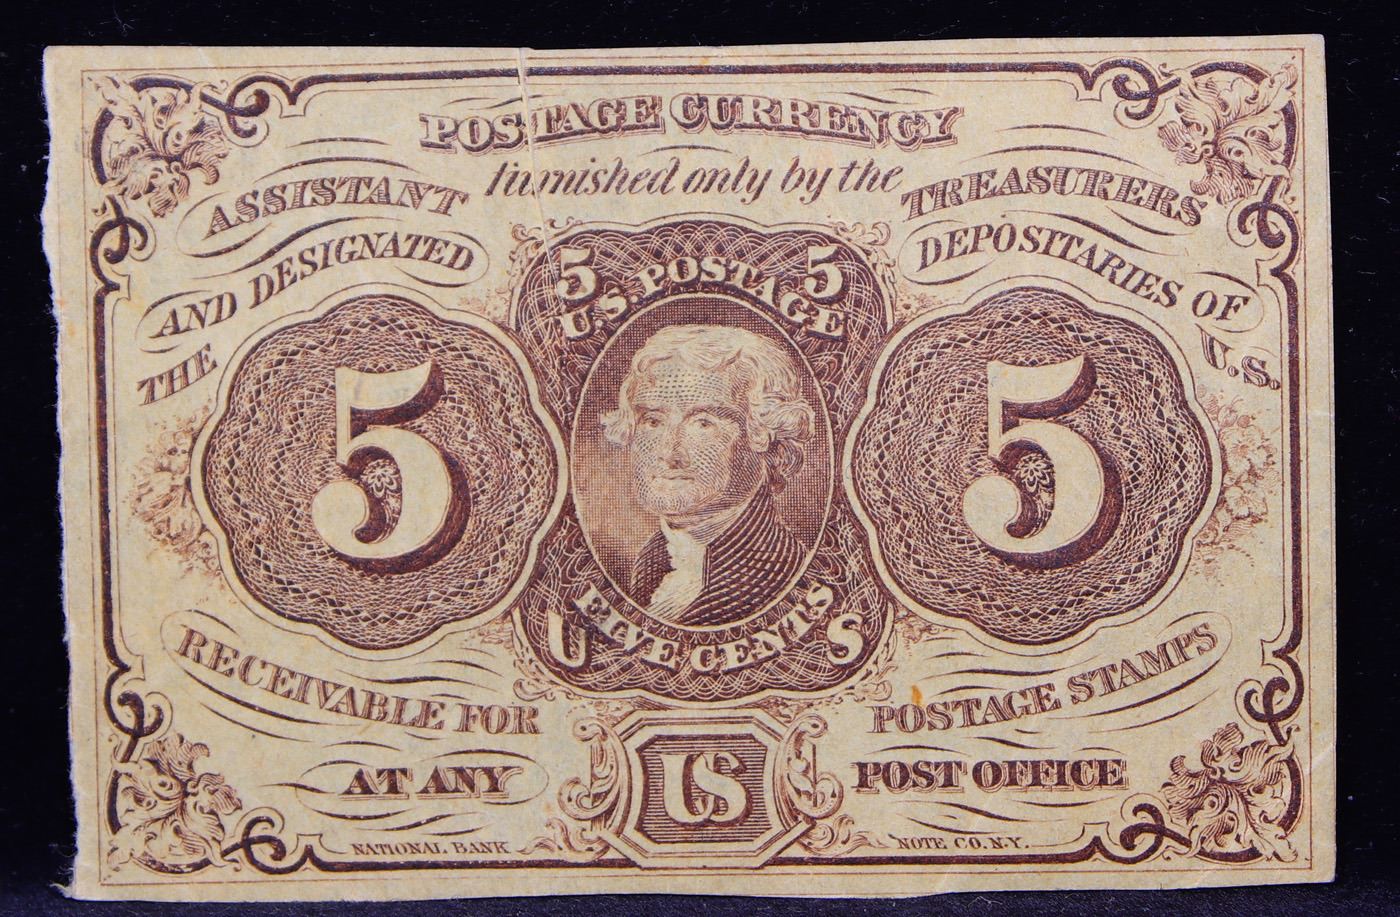 POSTAGE CURRENCY
furnished only by the
ASSISTANT TREASURERS
AND DESIGNATED DEPOSITARIES OF
THE U.S.
5 5
U.S. POSTAGE
5 5
FIVE CENTS
U S
RECEIVABLE FOR POSTAGE STAMPS
US
AT ANY POST OFFICE
NATIONAL BANK NOTE CO. N.Y.